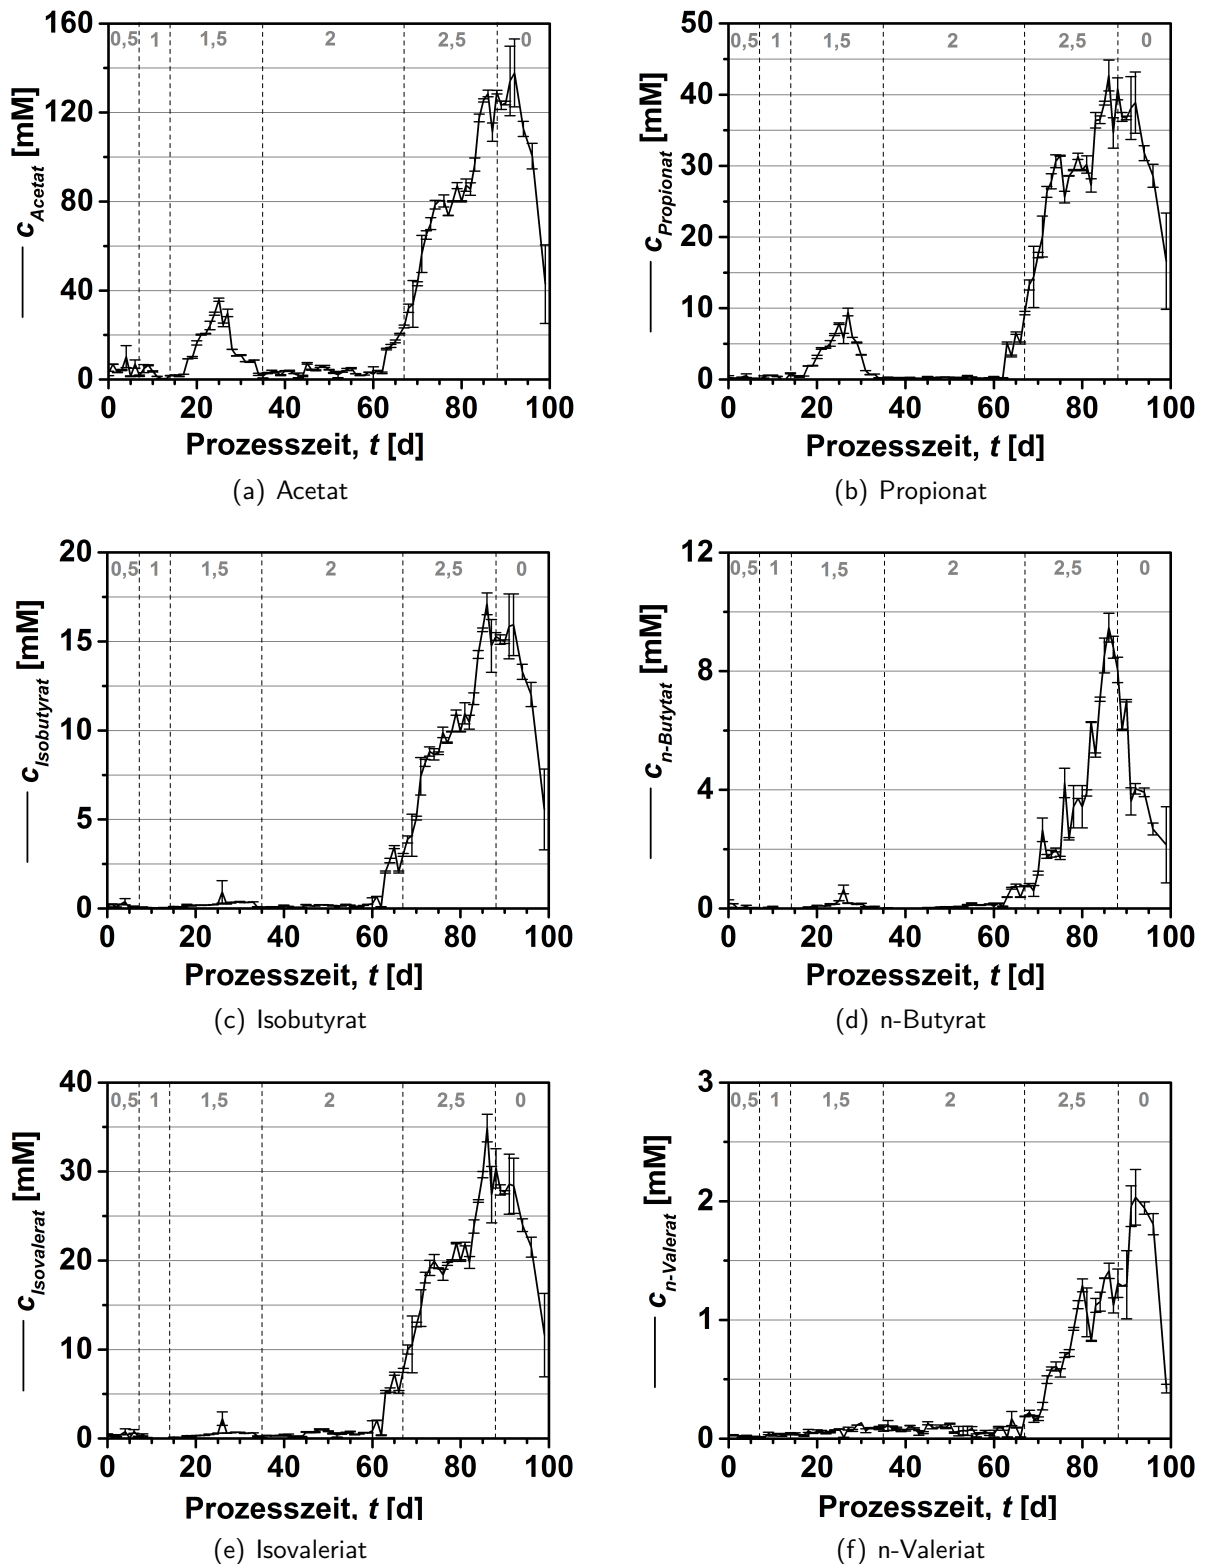 160
0,5 1 1,5 2 2,5 0
120
80
40
0
0 20 40 60 80 100
c_Acetat [mM]
Prozesszeit, t [d]
(a) Acetat
50
0,5 1 1,5 2 2,5 0
40
30
20
10
0
0 20 40 60 80 100
c_Propionat [mM]
Prozesszeit, t [d]
(b) Propionat
20
0,5 1 1,5 2 2,5 0
15
10
5
0
0 20 40 60 80 100
c_Isobutyrat [mM]
Prozesszeit, t [d]
(c) Isobutyrat
12
0,5 1 1,5 2 2,5 0
8
4
0
0 20 40 60 80 100
c_n-Butytat [mM]
Prozesszeit, t [d]
(d) n-Butyrat
40
0,5 1 1,5 2 2,5 0
30
20
10
0
0 20 40 60 80 100
c_Isovalerat [mM]
Prozesszeit, t [d]
(e) Isovaleriat
3
0,5 1 1,5 2 2,5 0
2
1
0
0 20 40 60 80 100
c_n-Valerat [mM]
Prozesszeit, t [d]
(f) n-Valeriat